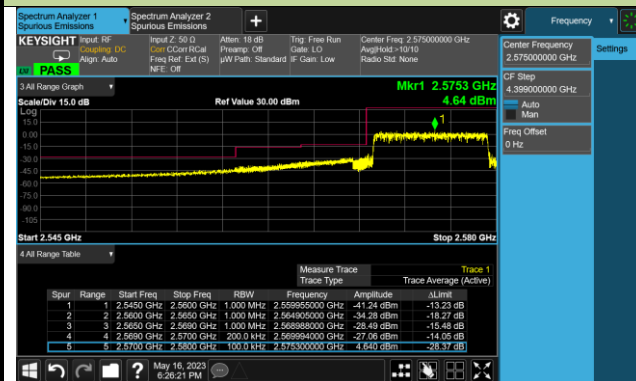 Spectrum Analyzer 1
Spurious Emissions
Spectrum Analyzer 2
Spurious Emissions
+
Frequency
KEYSIGHT
Input: RF
Coupling: DC
Align: Auto
Input Z: 50 Ω
Corr CCorr RCal
Freq Ref: Ext (S)
NFE: Off
Atten: 18 dB
Preamp: Off
µW Path: Standard
Trig: Free Run
Gate: LO
IF Gain: Low
Center Freq: 2.575000000 GHz
Avg|Hold:>10/10
Radio Std: None
LXI
PASS
Center Frequency
2.575000000 GHz
Settings
CF Step
4.399000000 GHz
Auto
Man
Freq Offset
0 Hz
3 All Range Graph
Mkr1 2.5753 GHz
4.64 dBm
Scale/Div 15.0 dB
Ref Value 30.00 dBm
Log
15.0
0.00
-15.0
-30.0
-45.0
-60.0
-75.0
-90.0
-105
1
Start 2.545 GHz
Stop 2.580 GHz
4 All Range Table
Measure Trace Trace 1
Trace Type Trace Average (Active)
Spur Range Start Freq Stop Freq RBW Frequency Amplitude ΔLimit
1 1 2.5450 GHz 2.5600 GHz 1.000 MHz 2.559955000 GHz -41.24 dBm -13.23 dB
2 2 2.5600 GHz 2.5650 GHz 1.000 MHz 2.564905000 GHz -34.28 dBm -18.27 dB
3 3 2.5650 GHz 2.5690 GHz 1.000 MHz 2.568988000 GHz -28.49 dBm -15.48 dB
4 4 2.5690 GHz 2.5700 GHz 200.0 kHz 2.569994000 GHz -27.06 dBm -14.05 dB
5 5 2.5700 GHz 2.5800 GHz 100.0 kHz 2.575300000 GHz 4.640 dBm -28.37 dB
?
May 16, 2023
6:26:21 PM